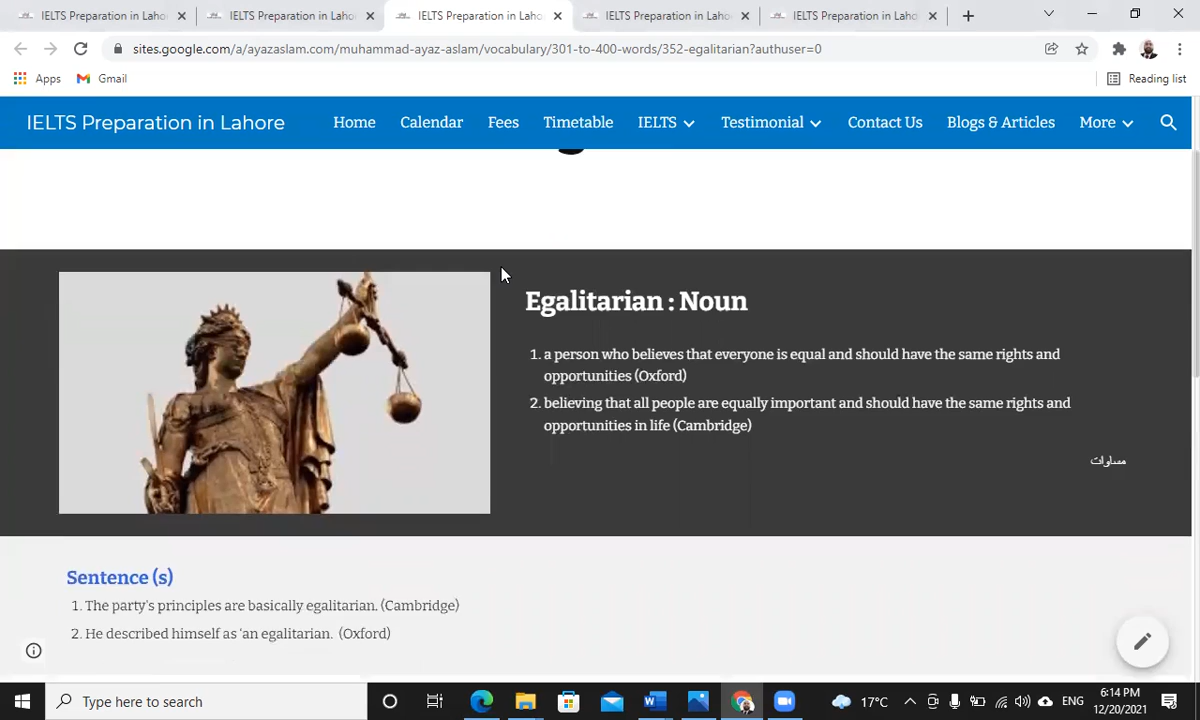 IELTS Preparation in Laho
IELTS Preparation in Laho
IELTS Preparation in Laho
IELTS Preparation in Laho
IELTS Preparation in Laho
sites.google.com/a/ayazaslam.com/muhammad-ayaz-aslam/vocabulary/301-to-400-words/352-egalitarian?authuser=0
Apps Gmail Reading list
IELTS Preparation in Lahore Home Calendar Fees Timetable IELTS Testimonial Contact Us Blogs & Articles More
Egalitarian : Noun
1. a person who believes that everyone is equal and should have the same rights and
opportunities (Oxford)
2. believing that all people are equally important and should have the same rights and
opportunities in life (Cambridge)
مساوات
Sentence (s)
1. The party's principles are basically egalitarian. (Cambridge)
2. He described himself as 'an egalitarian. (Oxford)
Type here to search 17°C ENG 6:14 PM
12/20/2021